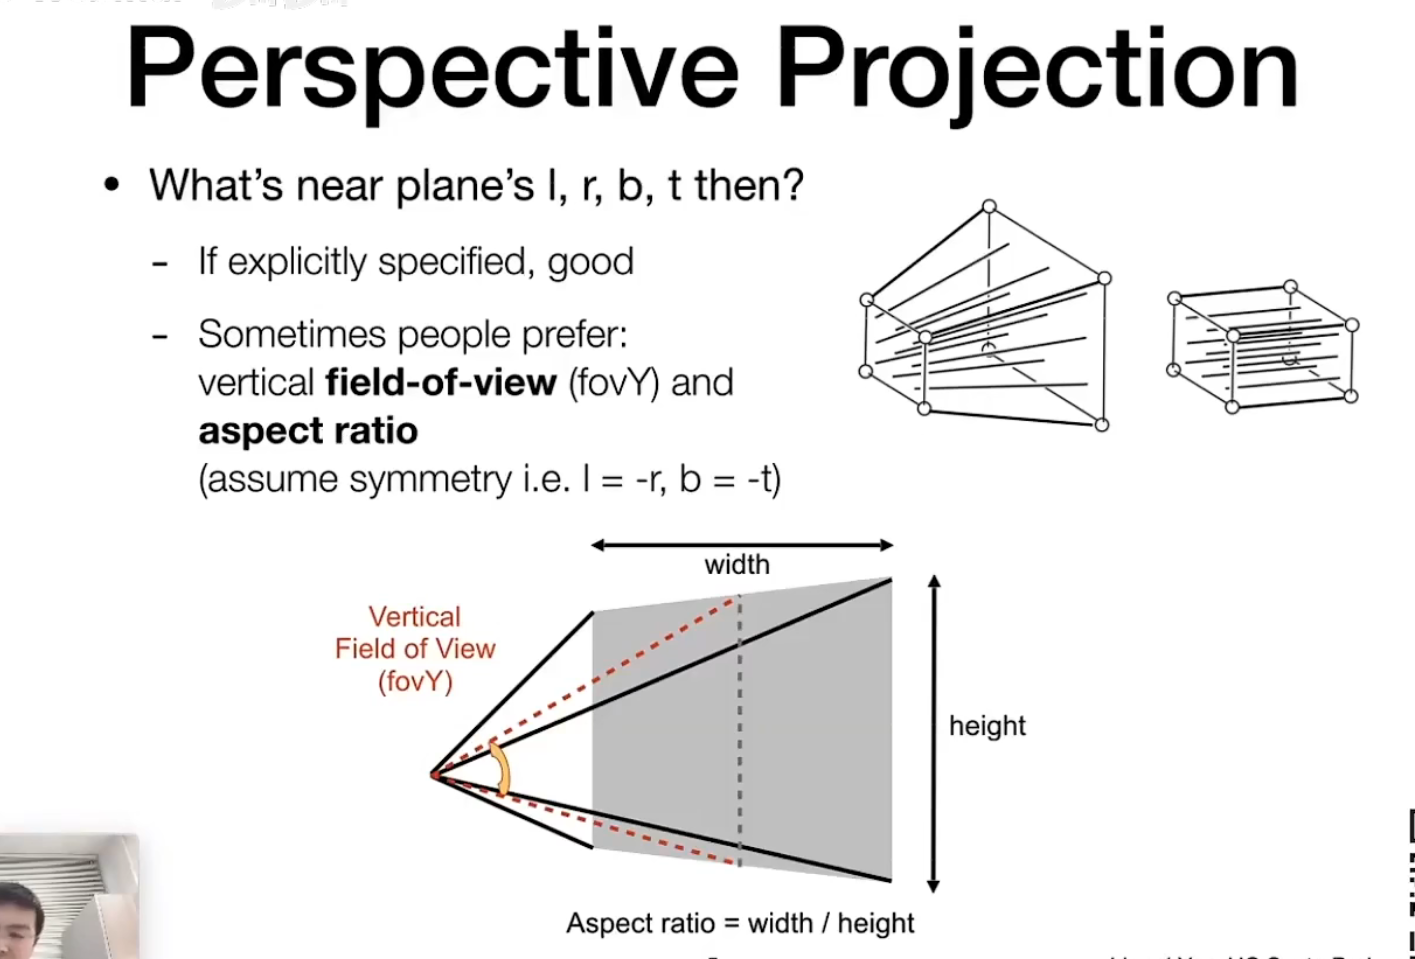 Perspective Projection
• What’s near plane’s l, r, b, t then?
- If explicitly specified, good
- Sometimes people prefer:
vertical field-of-view (fovY) and
aspect ratio
(assume symmetry i.e. l = -r, b = -t)
width
Vertical
Field of View
(fovY)
height
Aspect ratio = width / height